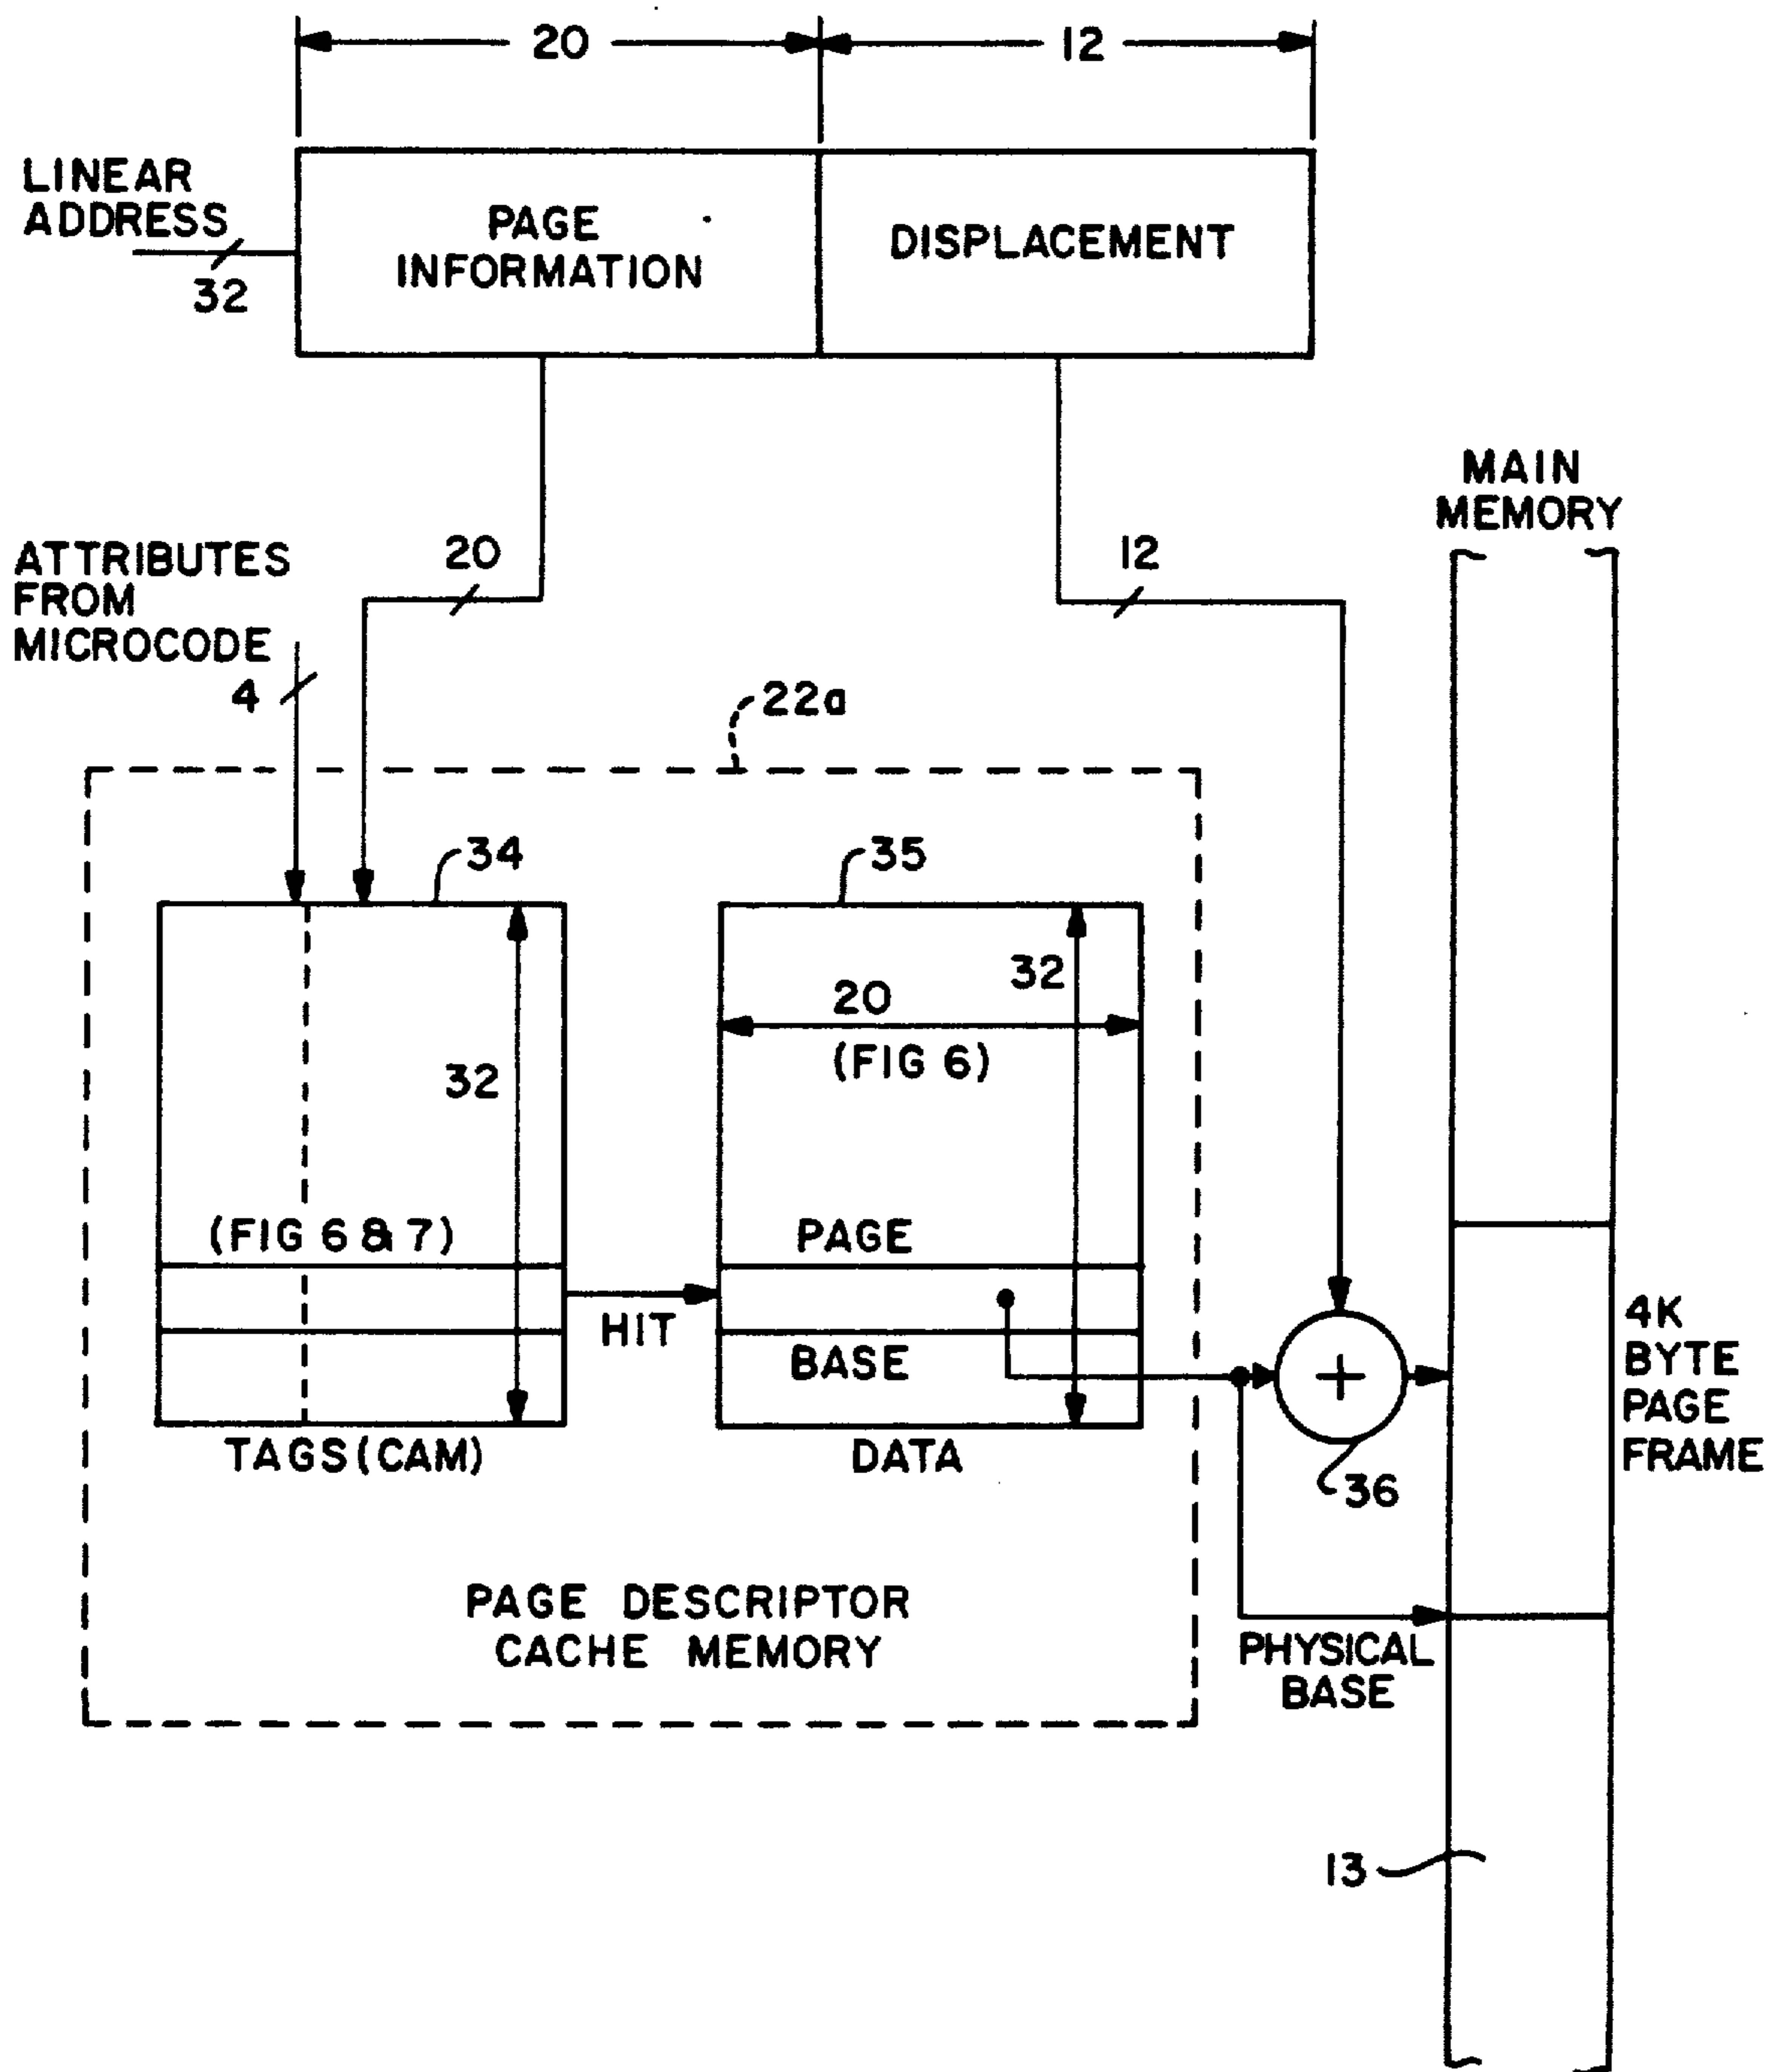 20
12
LINEAR
ADDRESS
32
PAGE
INFORMATION
DISPLACEMENT
MAIN
MEMORY
ATTRIBUTES
FROM
MICROCODE
4
20
12
22a
34
35
32
20
(FIG 6)
32
(FIG 6 & 7)
PAGE
HIT
BASE
TAGS (CAM)
DATA
+
36
4K
BYTE
PAGE
FRAME
PAGE DESCRIPTOR
CACHE MEMORY
PHYSICAL
BASE
13